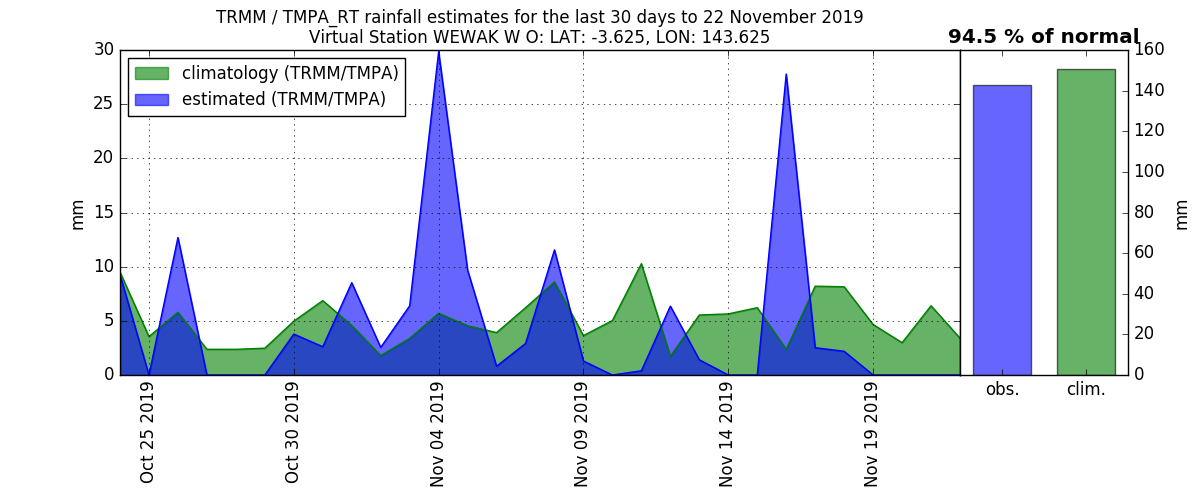 TRMM / TMPA_RT rainfall estimates for the last 30 days to 22 November 2019
Virtual Station WEWAK W O: LAT: -3.625, LON: 143.625
94.5 % of normal
climatology (TRMM/TMPA)
estimated (TRMM/TMPA)
30
25
20
15
10
5
0
mm
Oct 25 2019
Oct 30 2019
Nov 04 2019
Nov 09 2019
Nov 14 2019
Nov 19 2019
obs.
clim.
160
140
120
100
80
60
40
20
0
mm